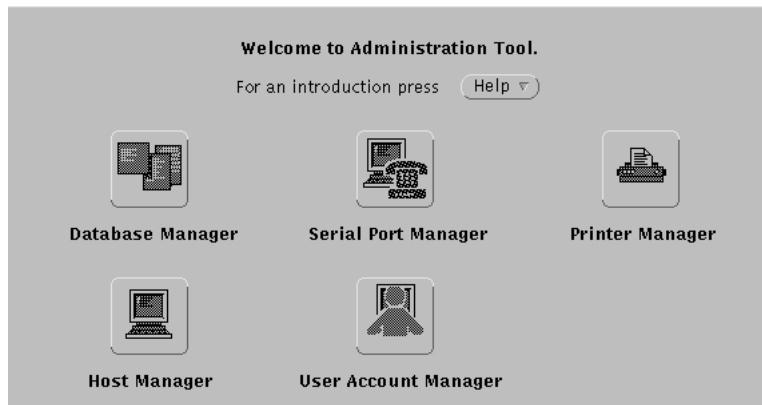 Welcome to Administration Tool.
For an introduction press Help
Database Manager Serial Port Manager Printer Manager
Host Manager User Account Manager